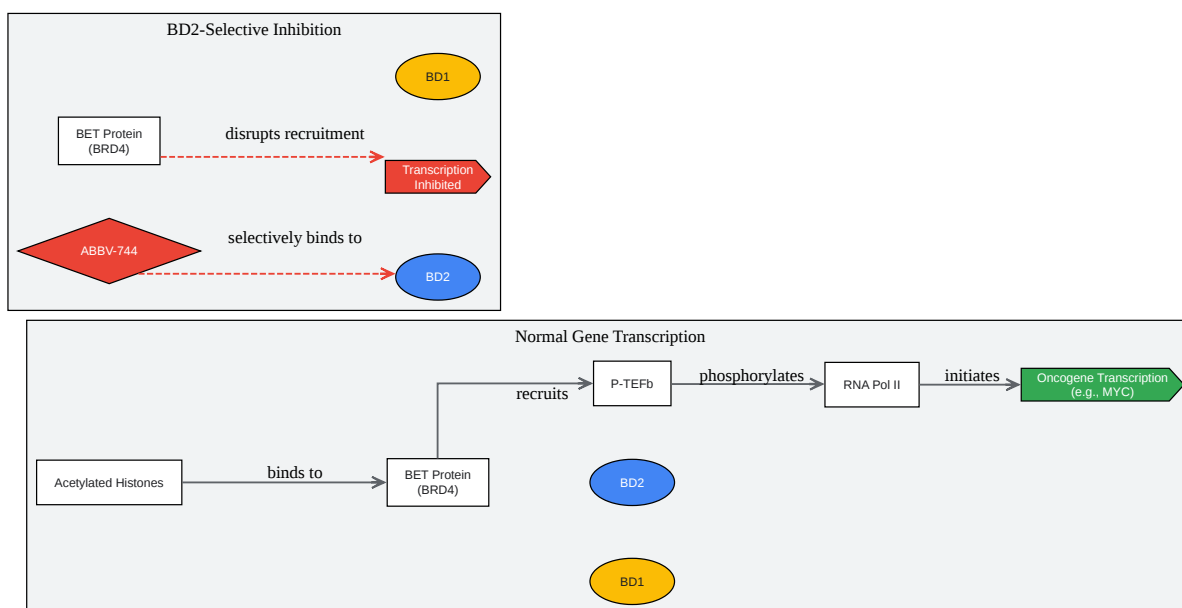 BD2-Selective Inhibition
BD1
BET Protein
(BRD4)
disrupts recruitment
Transcription
Inhibited
ABBV-744
selectively binds to
BD2
Normal Gene Transcription
P-TEFb
phosphorylates
RNA Pol II
initiates
Oncogene Transcription
(e.g., MYC)
recruits
Acetylated Histones
binds to
BET Protein
(BRD4)
BD2
BD1